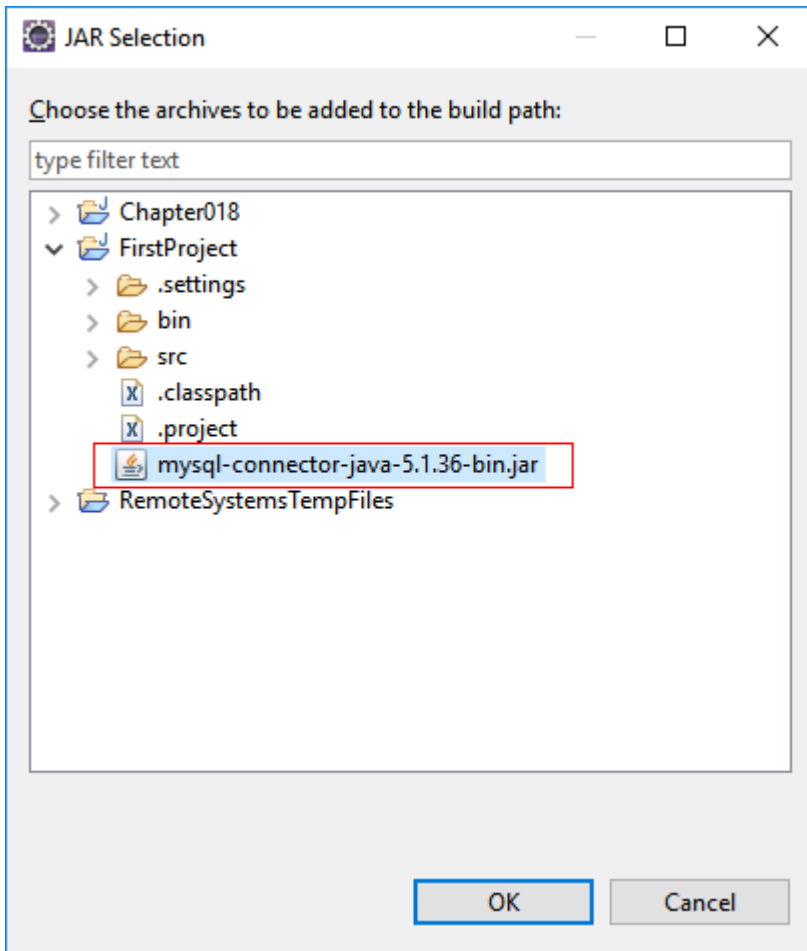 JAR Selection
Choose the archives to be added to the build path:
type filter text
Chapter018
FirstProject
.settings
bin
src
.classpath
.project
mysql-connector-java-5.1.36-bin.jar
RemoteSystemsTempFiles
OK Cancel